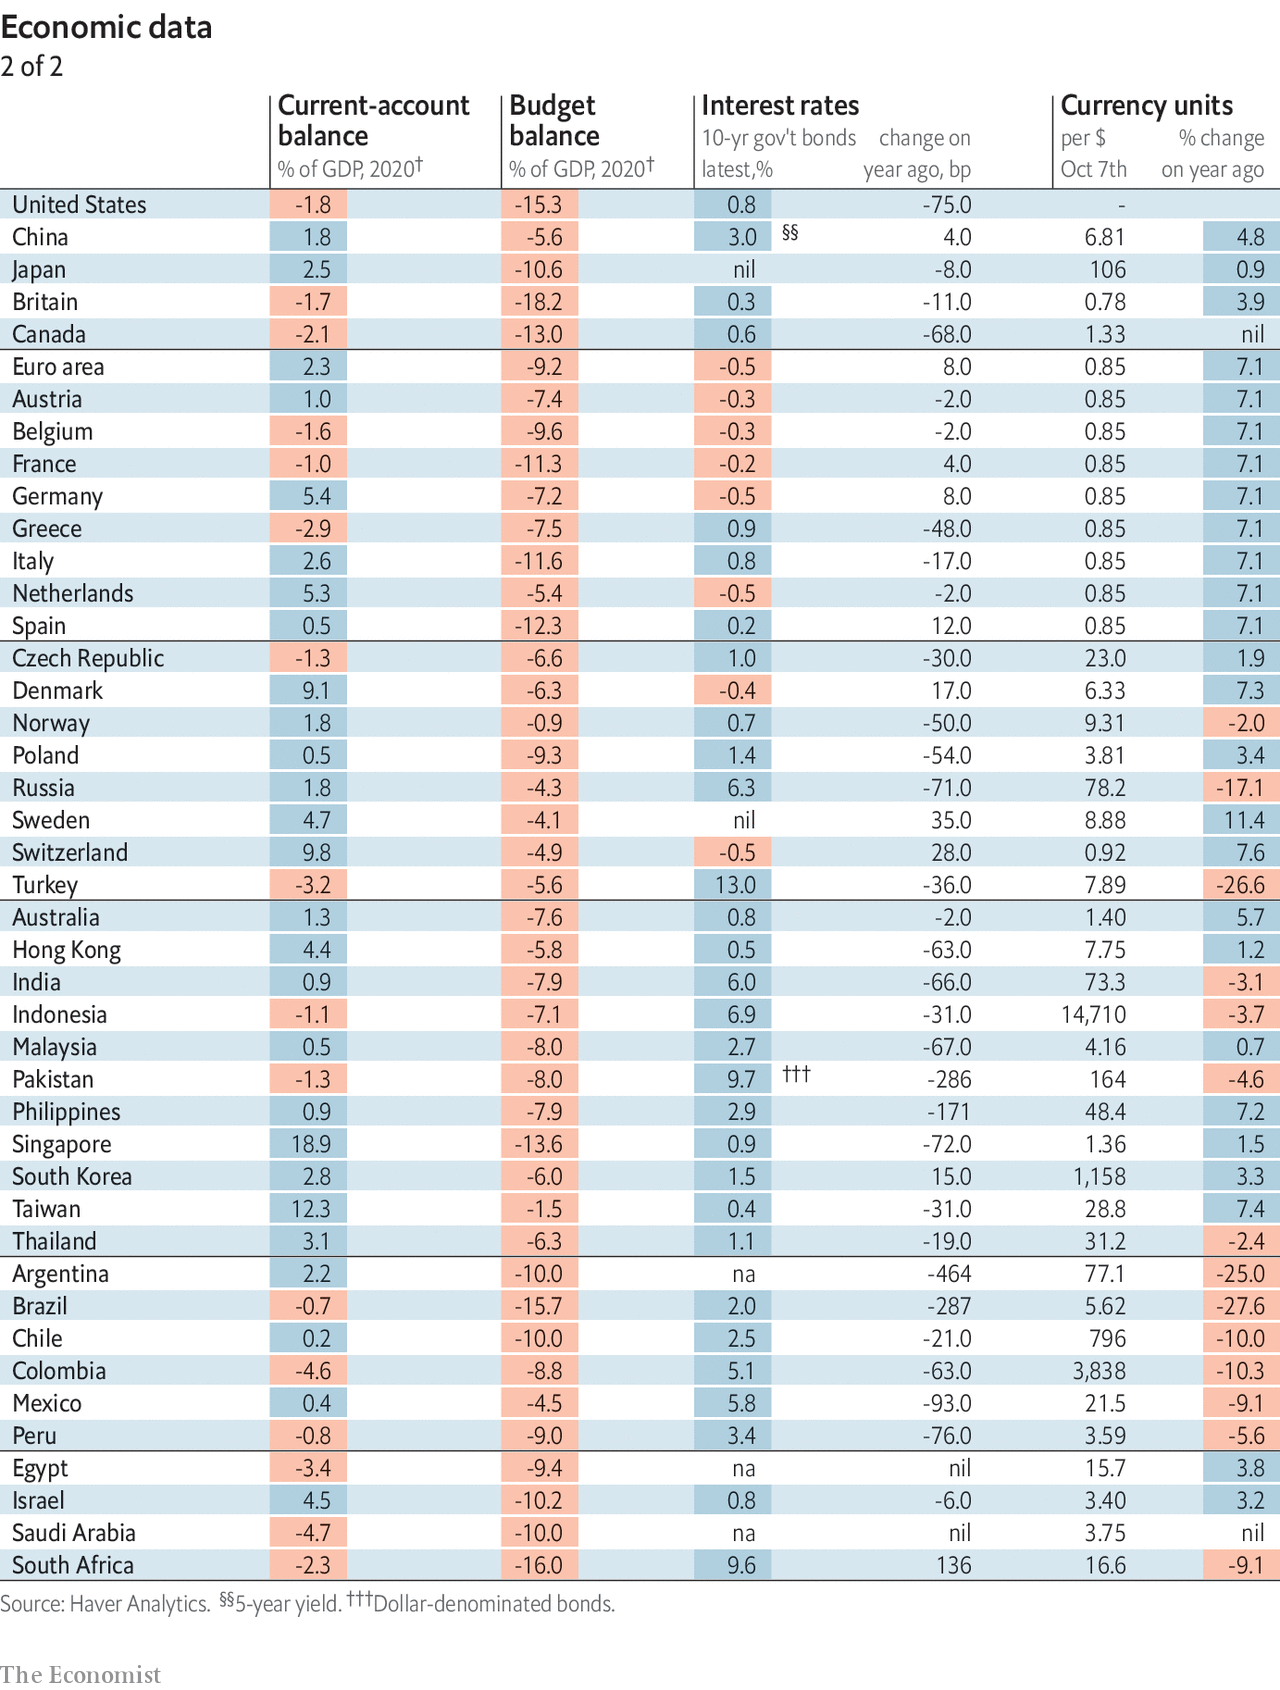 Economic data
2 of 2
Current-account balance % of GDP, 2020† Budget balance % of GDP, 2020† Interest rates 10-yr gov't bonds latest,% change on year ago, bp Currency units per $ Oct 7th % change on year ago
United States -1.8 -15.3 0.8 -75.0 -
China 1.8 -5.6 3.0 §§ 4.0 6.81 4.8
Japan 2.5 -10.6 nil -8.0 106 0.9
Britain -1.7 -18.2 0.3 -11.0 0.78 3.9
Canada -2.1 -13.0 0.6 -68.0 1.33 nil
Euro area 2.3 -9.2 -0.5 8.0 0.85 7.1
Austria 1.0 -7.4 -0.3 -2.0 0.85 7.1
Belgium -1.6 -9.6 -0.3 -2.0 0.85 7.1
France -1.0 -11.3 -0.2 4.0 0.85 7.1
Germany 5.4 -7.2 -0.5 8.0 0.85 7.1
Greece -2.9 -7.5 0.9 -48.0 0.85 7.1
Italy 2.6 -11.6 0.8 -17.0 0.85 7.1
Netherlands 5.3 -5.4 -0.5 -2.0 0.85 7.1
Spain 0.5 -12.3 0.2 12.0 0.85 7.1
Czech Republic -1.3 -6.6 1.0 -30.0 23.0 1.9
Denmark 9.1 -6.3 -0.4 17.0 6.33 7.3
Norway 1.8 -0.9 0.7 -50.0 9.31 -2.0
Poland 0.5 -9.3 1.4 -54.0 3.81 3.4
Russia 1.8 -4.3 6.3 -71.0 78.2 -17.1
Sweden 4.7 -4.1 nil 35.0 8.88 11.4
Switzerland 9.8 -4.9 -0.5 28.0 0.92 7.6
Turkey -3.2 -5.6 13.0 -36.0 7.89 -26.6
Australia 1.3 -7.6 0.8 -2.0 1.40 5.7
Hong Kong 4.4 -5.8 0.5 -63.0 7.75 1.2
India 0.9 -7.9 6.0 -66.0 73.3 -3.1
Indonesia -1.1 -7.1 6.9 -31.0 14,710 -3.7
Malaysia 0.5 -8.0 2.7 -67.0 4.16 0.7
Pakistan -1.3 -8.0 9.7 ††† -286 164 -4.6
Philippines 0.9 -7.9 2.9 -171 48.4 7.2
Singapore 18.9 -13.6 0.9 -72.0 1.36 1.5
South Korea 2.8 -6.0 1.5 15.0 1,158 3.3
Taiwan 12.3 -1.5 0.4 -31.0 28.8 7.4
Thailand 3.1 -6.3 1.1 -19.0 31.2 -2.4
Argentina 2.2 -10.0 na -464 77.1 -25.0
Brazil -0.7 -15.7 2.0 -287 5.62 -27.6
Chile 0.2 -10.0 2.5 -21.0 796 -10.0
Colombia -4.6 -8.8 5.1 -63.0 3,838 -10.3
Mexico 0.4 -4.5 5.8 -93.0 21.5 -9.1
Peru -0.8 -9.0 3.4 -76.0 3.59 -5.6
Egypt -3.4 -9.4 na nil 15.7 3.8
Israel 4.5 -10.2 0.8 -6.0 3.40 3.2
Saudi Arabia -4.7 -10.0 na nil 3.75 nil
South Africa -2.3 -16.0 9.6 136 16.6 -9.1
Source: Haver Analytics. §§5-year yield. †††Dollar-denominated bonds.
The Economist